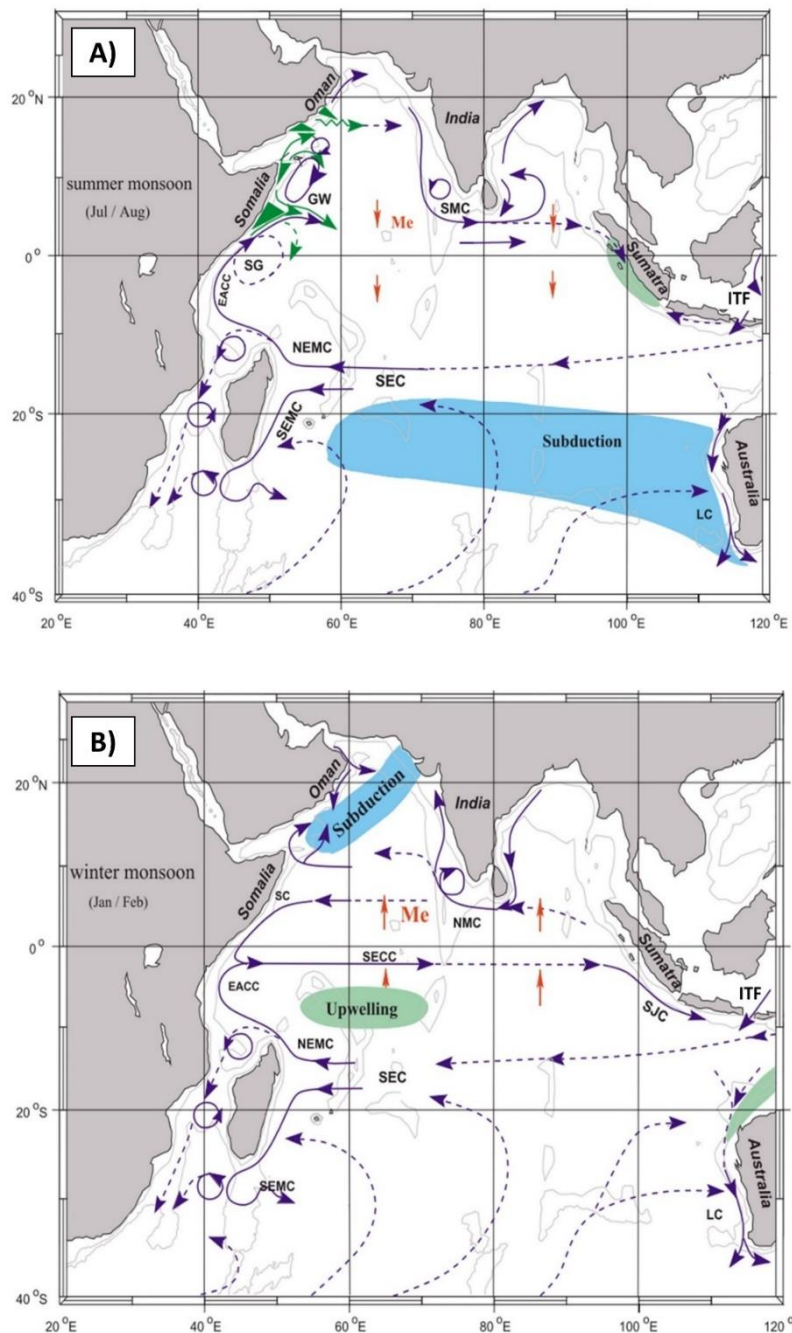 A)
20°N
0°
20°S
40°S
20°E
40°E
60°E
80°E
100°E
120°E
summer monsoon
(Jul / Aug)
Oman
India
Somalia
GW
SMC
Me
Sumatra
SG
EACC
ITF
NEMC
SEC
SEMC
Subduction
Australia
LC
B)
20°N
0°
20°S
40°S
20°E
40°E
60°E
80°E
100°E
120°
winter monsoon
(Jan / Feb)
Oman
Subduction
India
Somalia
SC
Me
NMC
Sumatra
SECC
EACC
Upwelling
SJC
ITF
NEMC
SEC
SEMC
Australia
LC